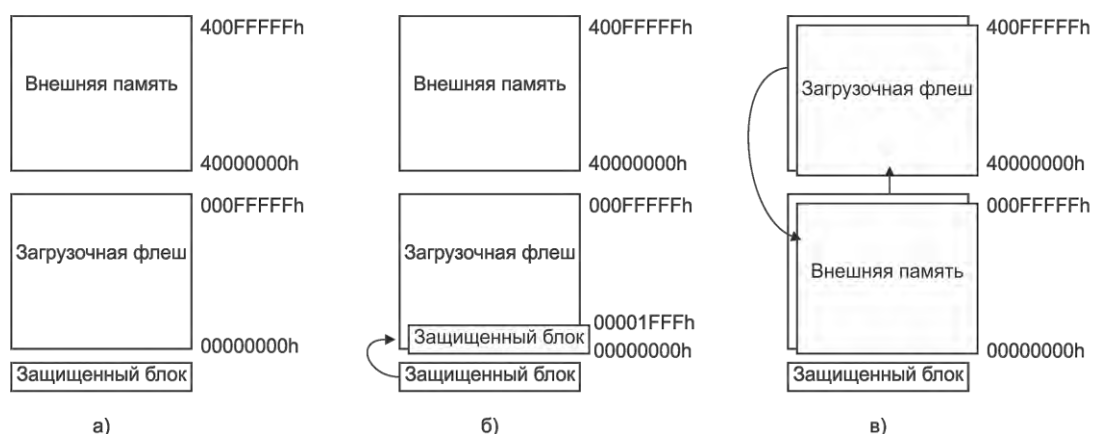 400FFFFFh
Внешняя память
40000000h
000FFFFFh
Загрузочная флеш
00000000h
Защищенный блок
а)
400FFFFFh
Внешняя память
40000000h
000FFFFFh
Загрузочная флеш
00001FFFh
Защищенный блок
00000000h
Защищенный блок
б)
400FFFFFh
Загрузочная флеш
40000000h
000FFFFFh
Внешняя память
00000000h
Защищенный блок
в)